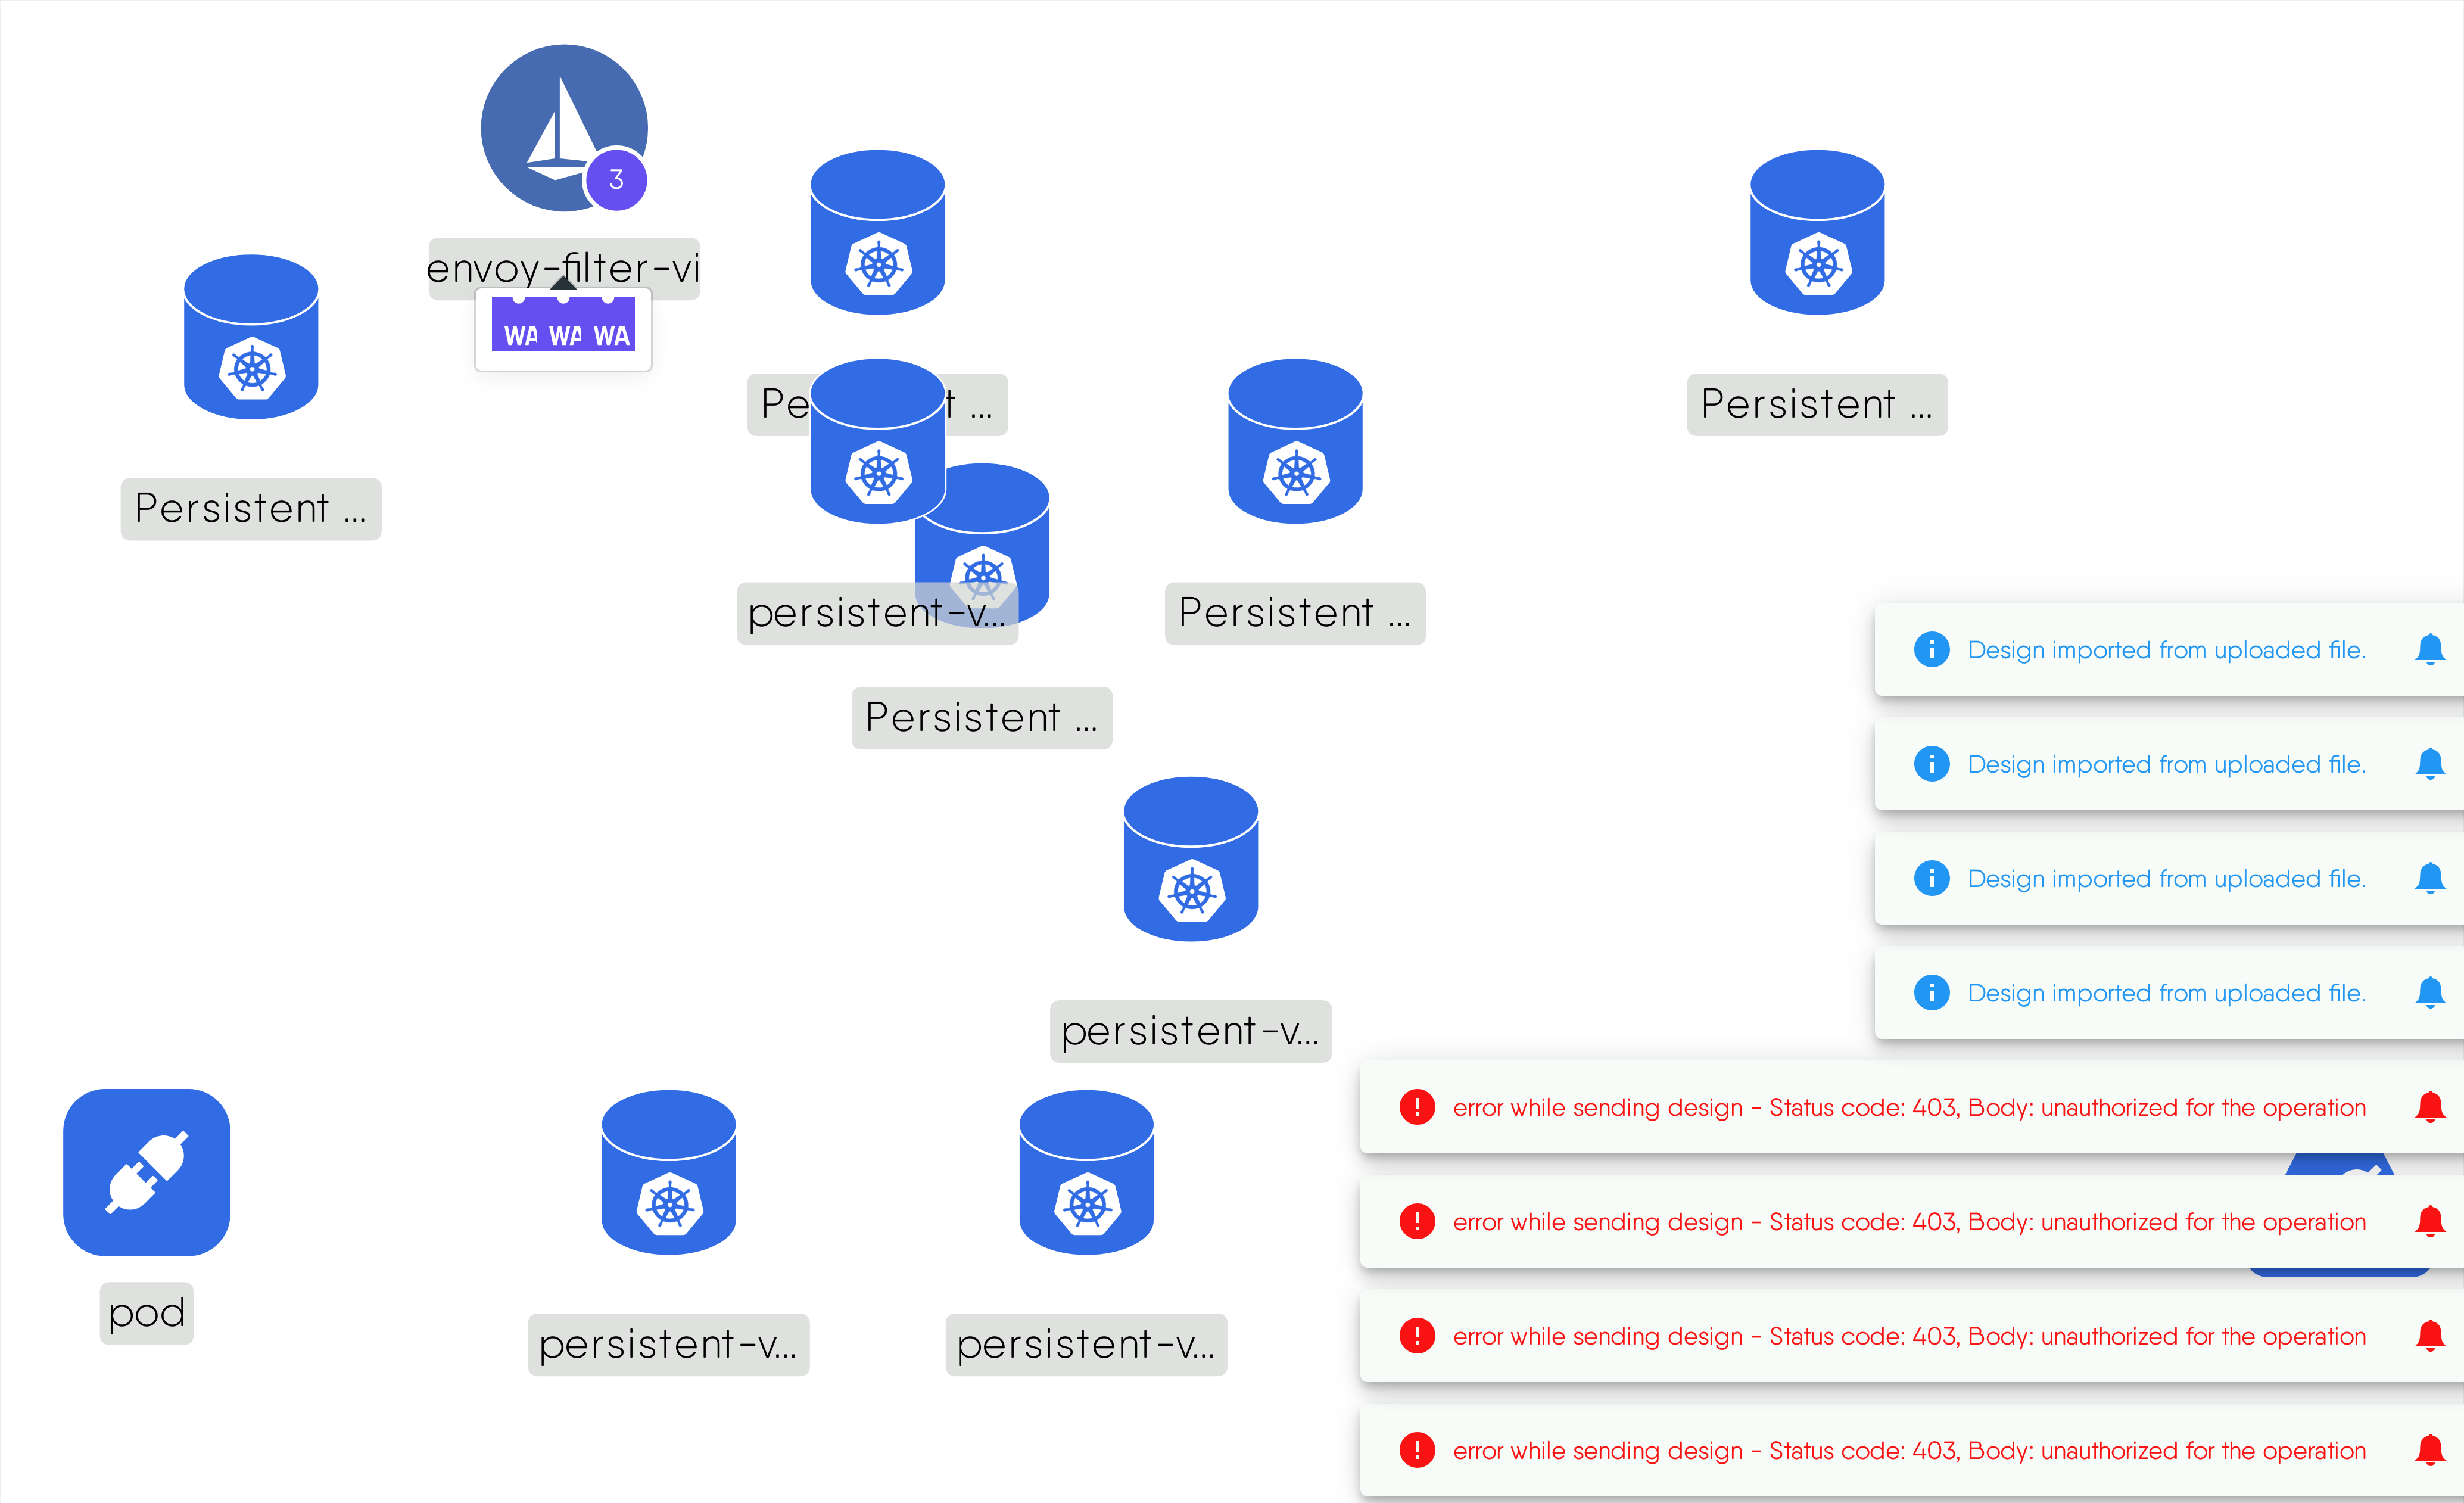 3
envoy-filter-vi
WA WA WA
Persistent ...
Pe t ...
Persistent ...
persistent-v...
Persistent ...
Persistent ...
persistent-v...
pod
persistent-v...
persistent-v...
Design imported from uploaded file.
Design imported from uploaded file.
Design imported from uploaded file.
Design imported from uploaded file.
error while sending design - Status code: 403, Body: unauthorized for the operation
error while sending design - Status code: 403, Body: unauthorized for the operation
error while sending design - Status code: 403, Body: unauthorized for the operation
error while sending design - Status code: 403, Body: unauthorized for the operation